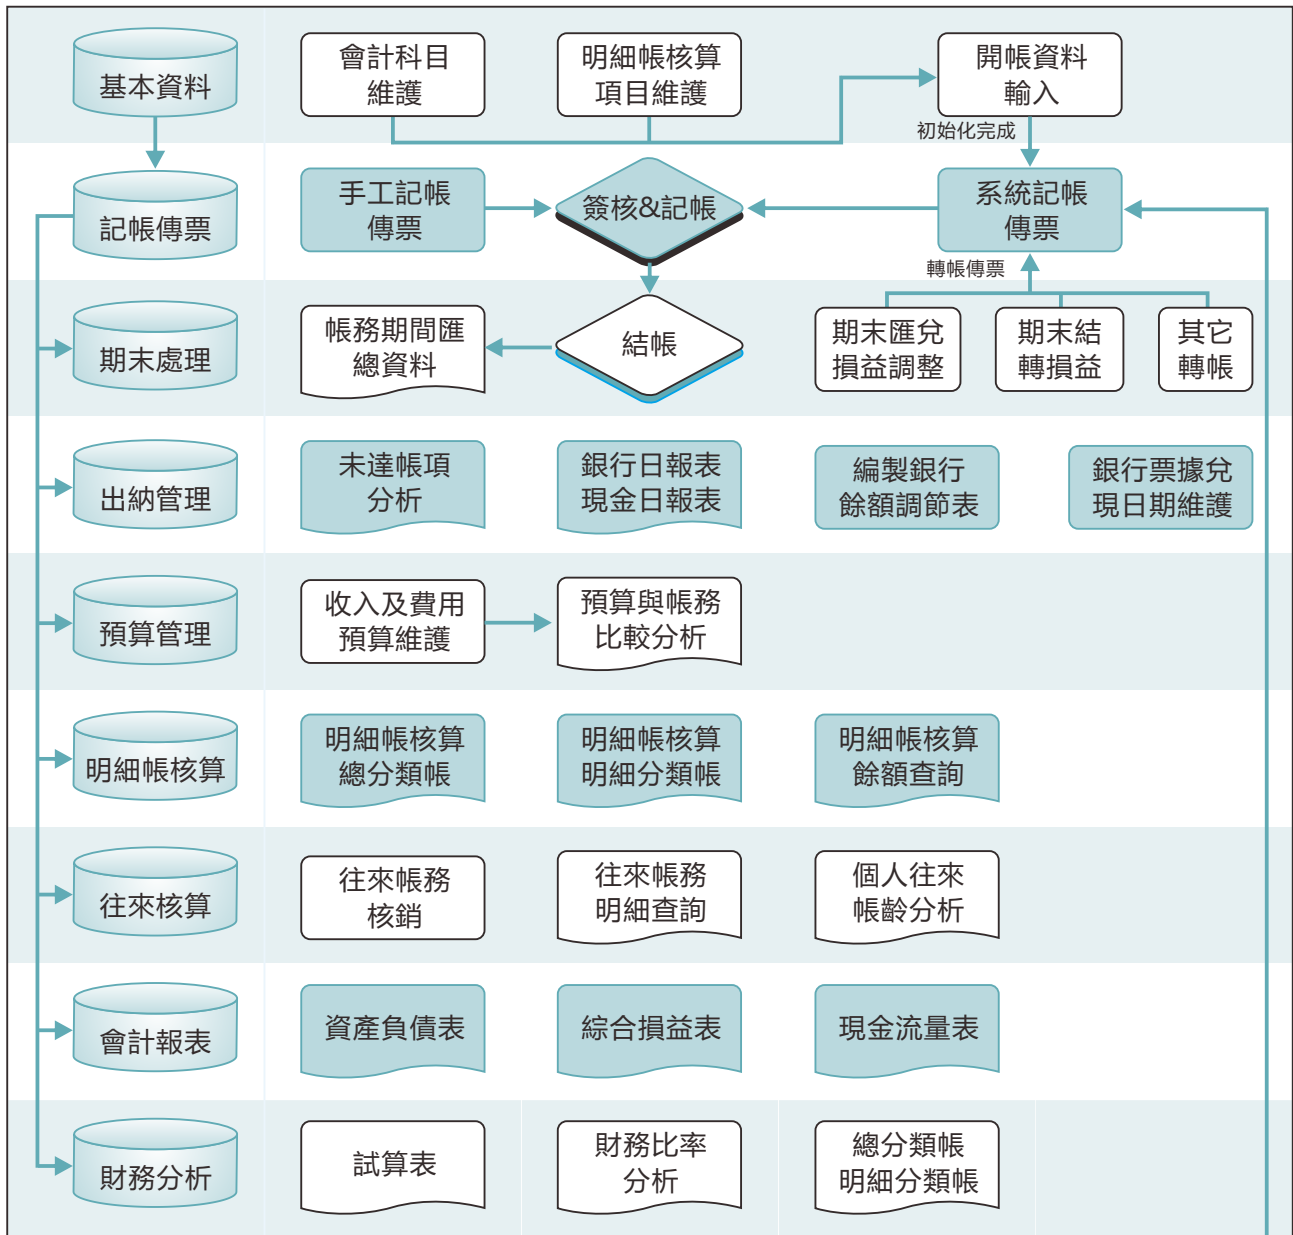 基本資料
會計科目
維護
明細帳核算
項目維護
開帳資料
輸入
初始化完成
記帳傳票
手工記帳
傳票
簽核&記帳
系統記帳
傳票
轉帳傳票
期末處理
帳務期間匯
總資料
結帳
期末匯兌
損益調整
期末結
轉損益
其它
轉帳
出納管理
未達帳項
分析
銀行日報表
現金日報表
編製銀行
餘額調節表
銀行票據兌
現日期維護
預算管理
收入及費用
預算維護
預算與帳務
比較分析
明細帳核算
明細帳核算
總分類帳
明細帳核算
明細分類帳
明細帳核算
餘額查詢
往來核算
往來帳務
核銷
往來帳務
明細查詢
個人往來
帳齡分析
會計報表
資產負債表
綜合損益表
現金流量表
財務分析
試算表
財務比率
分析
總分類帳
明細分類帳